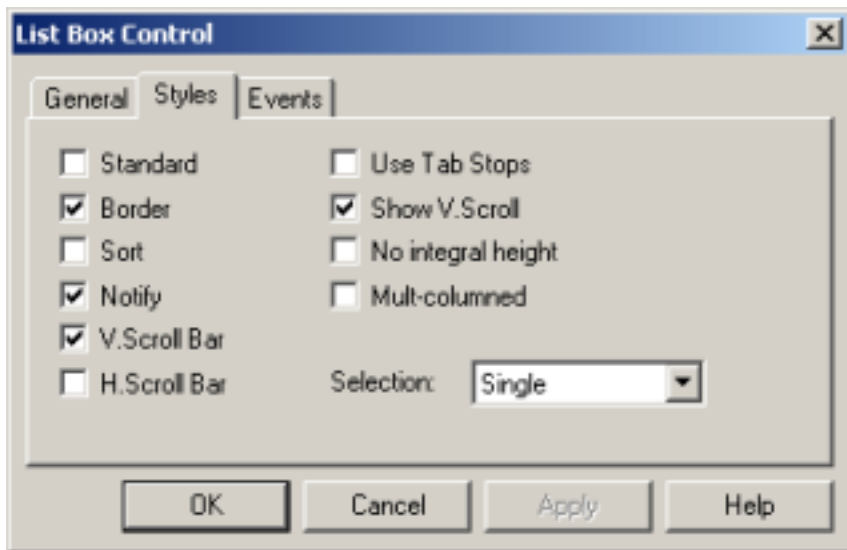 List Box Control
General Styles Events
Standard
Border
Sort
Notify
V.Scroll Bar
H.Scroll Bar
Use Tab Stops
Show V.Scroll
No integral height
Mult-columned
Selection: Single
OK Cancel Apply Help